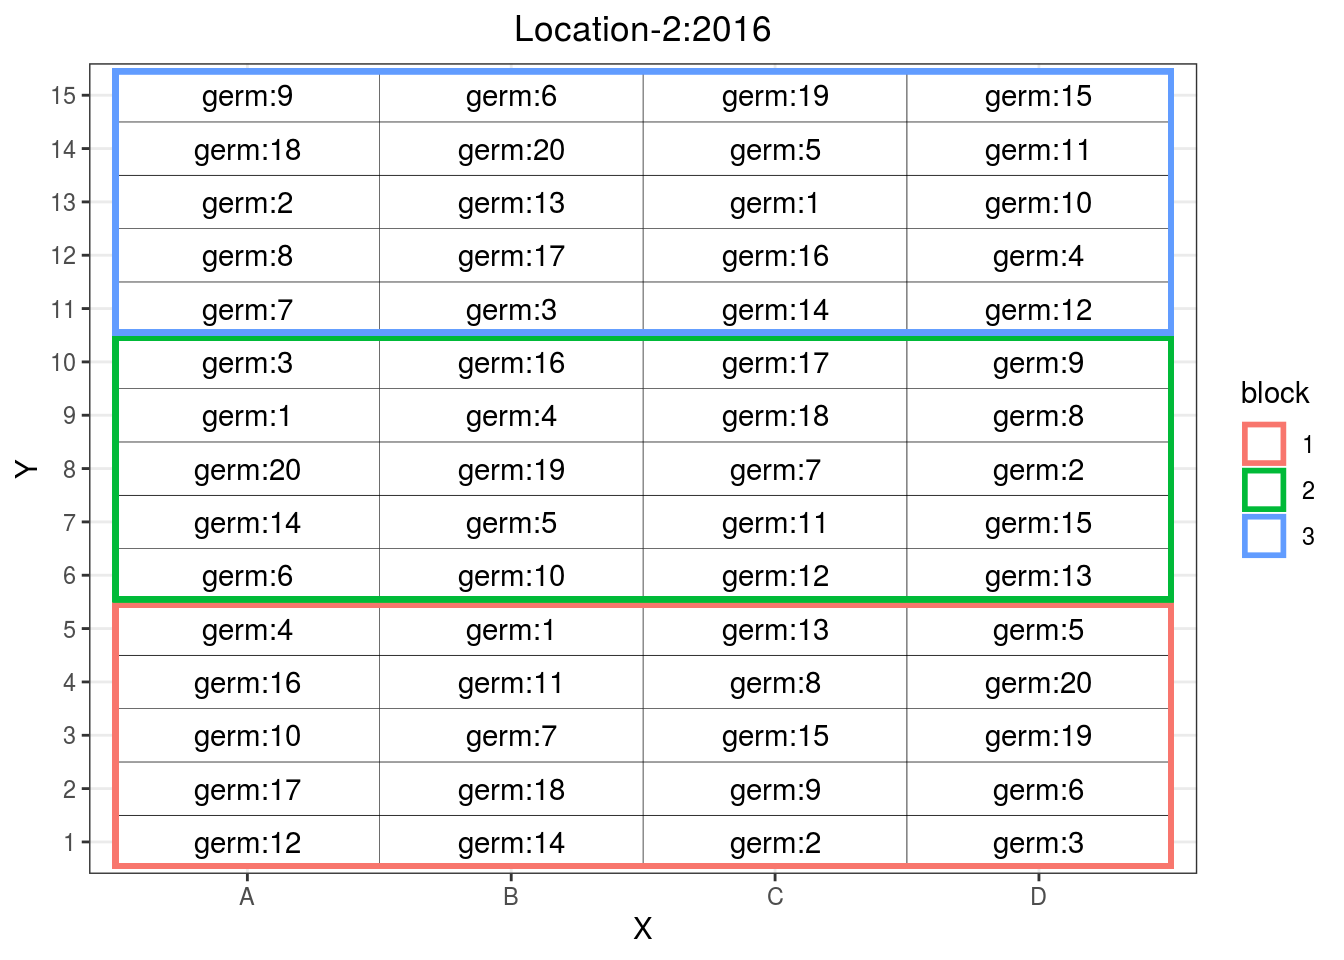 Location-2:2016
15 germ:9 germ:6 germ:19 germ:15
14 germ:18 germ:20 germ:5 germ:11
13 germ:2 germ:13 germ:1 germ:10
12 germ:8 germ:17 germ:16 germ:4
11 germ:7 germ:3 germ:14 germ:12
10 germ:3 germ:16 germ:17 germ:9
9 germ:1 germ:4 germ:18 germ:8
8 germ:20 germ:19 germ:7 germ:2
7 germ:14 germ:5 germ:11 germ:15
6 germ:6 germ:10 germ:12 germ:13
5 germ:4 germ:1 germ:13 germ:5
4 germ:16 germ:11 germ:8 germ:20
3 germ:10 germ:7 germ:15 germ:19
2 germ:17 germ:18 germ:9 germ:6
1 germ:12 germ:14 germ:2 germ:3
A B C D
X
Y
block
1
2
3